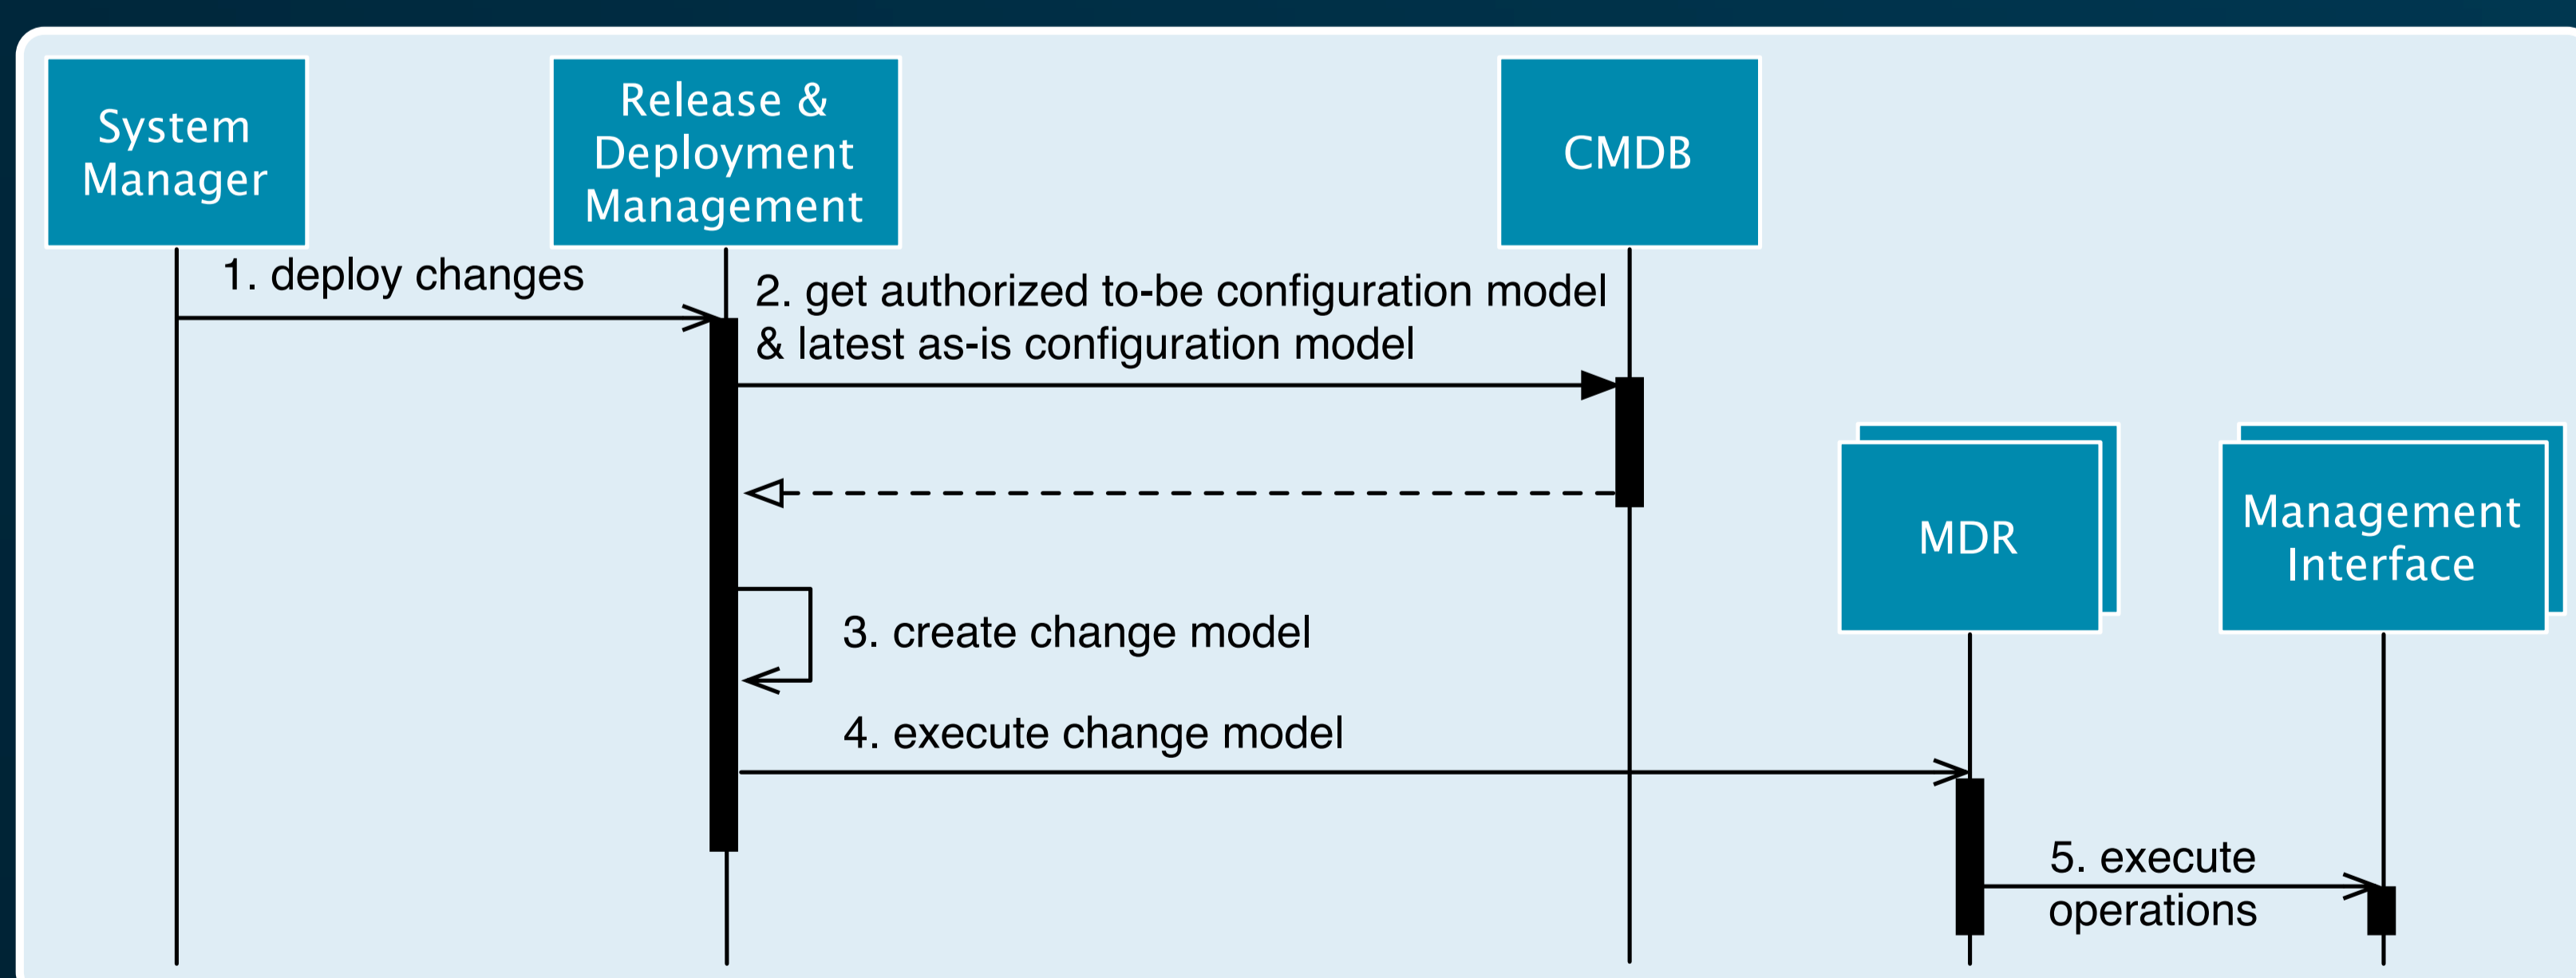 System
Manager
Release &
Deployment
Management
CMDB
1. deploy changes
2. get authorized to-be configuration model
& latest as-is configuration model
MDR
Management
Interface
3. create change model
4. execute change model
5. execute
operations